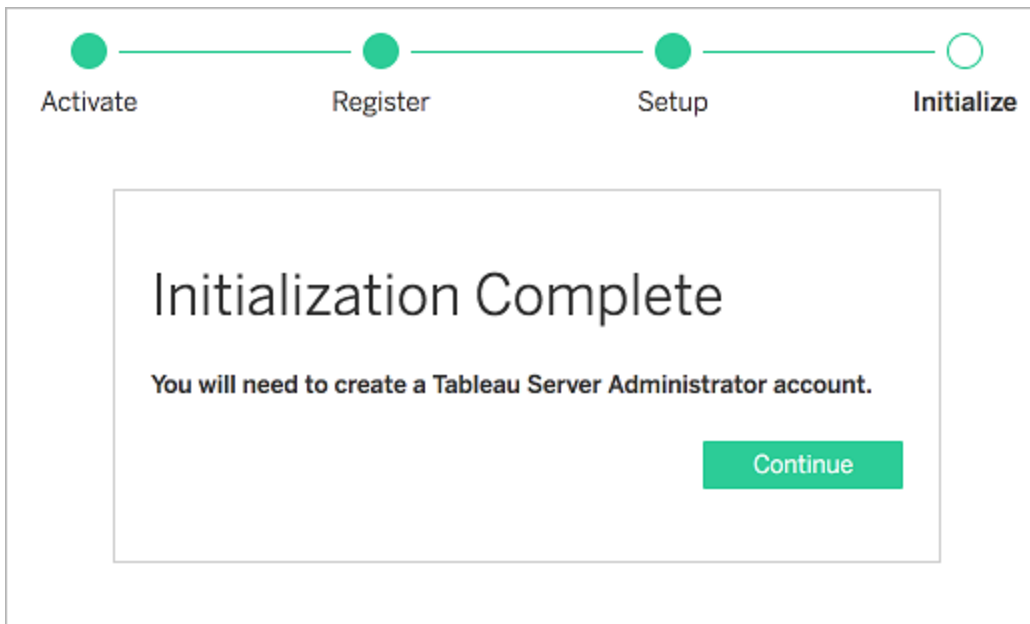 Activate Register Setup Initialize
Initialization Complete
You will need to create a Tableau Server Administrator account.
Continue